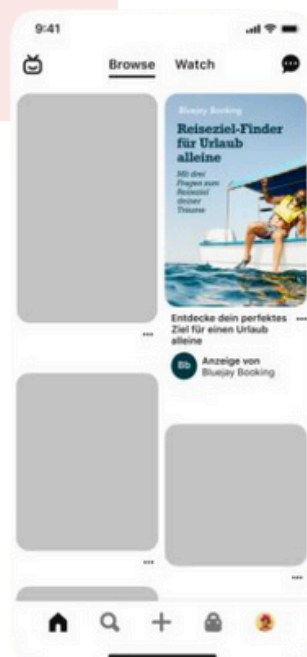 9:41
Browse Watch
Bluejay Booking
Reiseziel-Finder
für Urlaub
alleine
Mit drei
Fragen zum
Reiseziel
deiner
Träume
Entdecke dein perfektes
Ziel für einen Urlaub
alleine
Bb
Anzeige von
Bluejay Booking